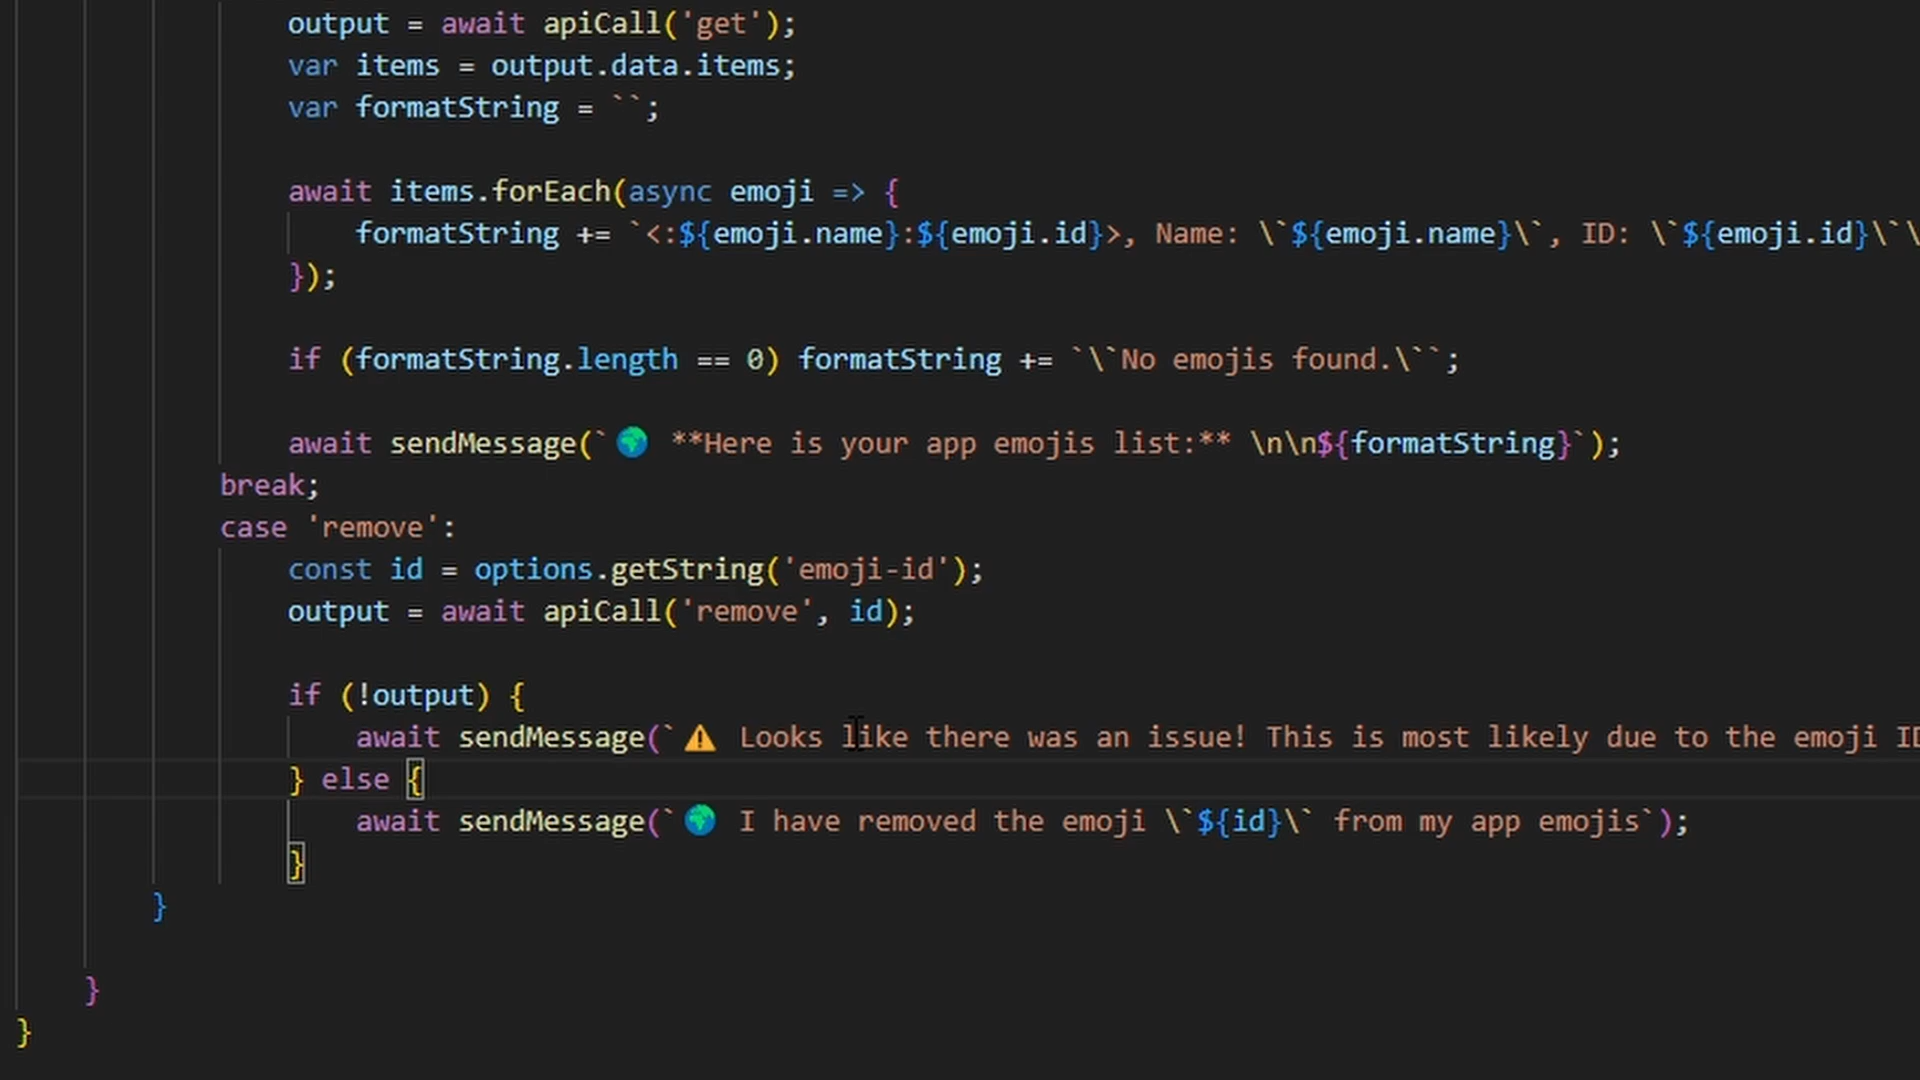 output = await apiCall('get');
var items = output.data.items;
var formatString = ``;
await items.forEach(async emoji => {
formatString += `<:${emoji.name}:${emoji.id}>, Name: \`${emoji.name}\`, ID: \`${emoji.id}\`\
});
if (formatString.length == 0) formatString += `\`No emojis found.\``;
await sendMessage(`🌍 **Here is your app emojis list:** \n\n${formatString}`);
break;
case 'remove':
const id = options.getString('emoji-id');
output = await apiCall('remove', id);
if (!output) {
await sendMessage(`⚠️ Looks like there was an issue! This is most likely due to the emoji ID
} else {
await sendMessage(`🌍 I have removed the emoji \`${id}\` from my app emojis`);
}
}
}
}